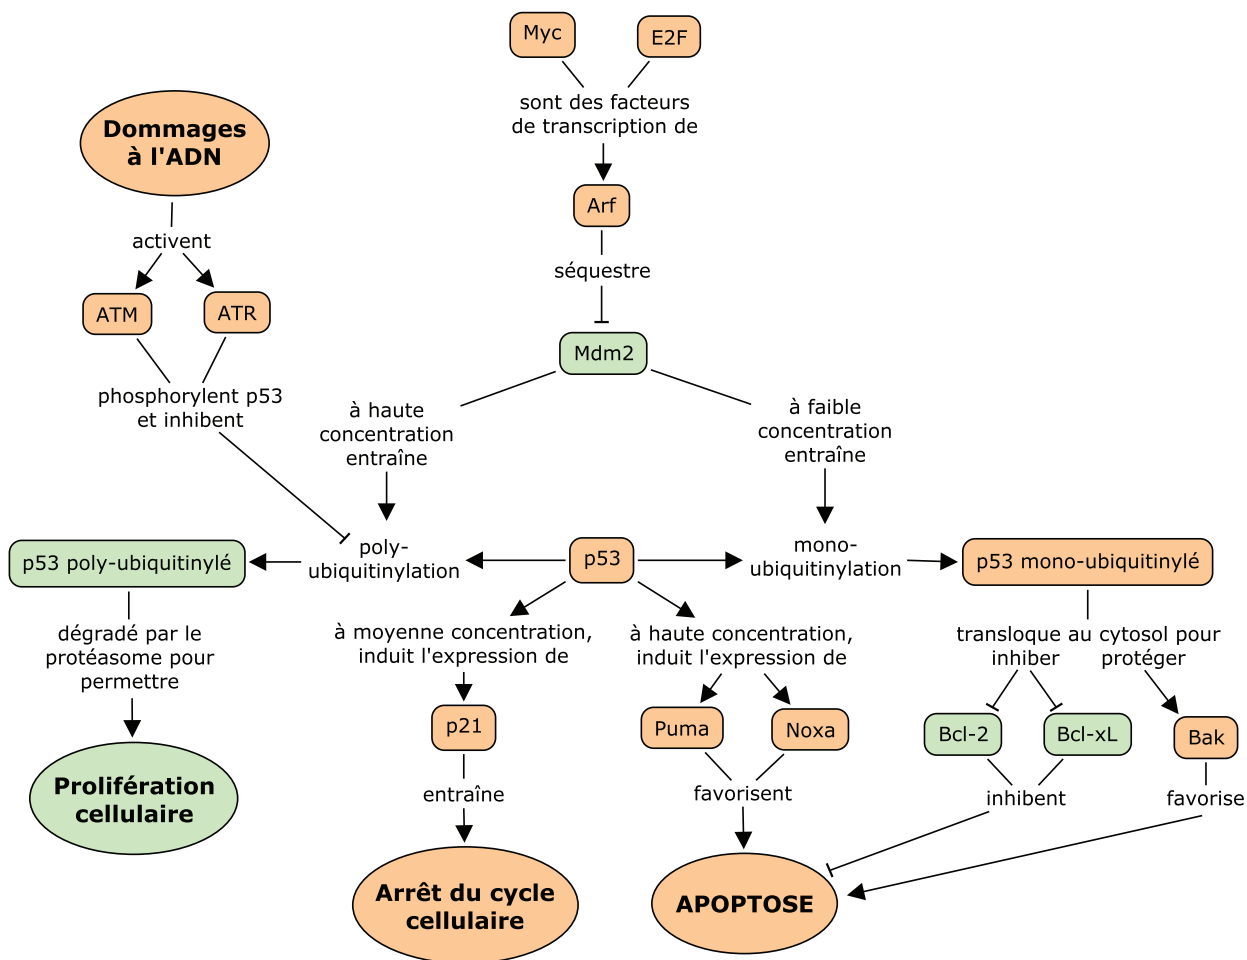 Myc
E2F
sont des facteurs
de transcription de
Dommages
à l'ADN
Arf
activent
séquestre
ATM
ATR
Mdm2
phosphorylent p53
et inhibent
à haute
concentration
entraîne
à faible
concentration
entraîne
p53 poly-ubiquitinylé
poly-
ubiquitinylation
p53
mono-
ubiquitinylation
p53 mono-ubiquitinylé
dégradé par le
protéasome pour
permettre
à moyenne concentration,
induit l'expression de
à haute concentration,
induit l'expression de
transloque au cytosol pour
inhiber
protéger
p21
Puma
Noxa
Bcl-2
Bcl-xL
Bak
Prolifération
cellulaire
entraîne
favorisent
inhibent
favorise
Arrêt du cycle
cellulaire
APOPTOSE